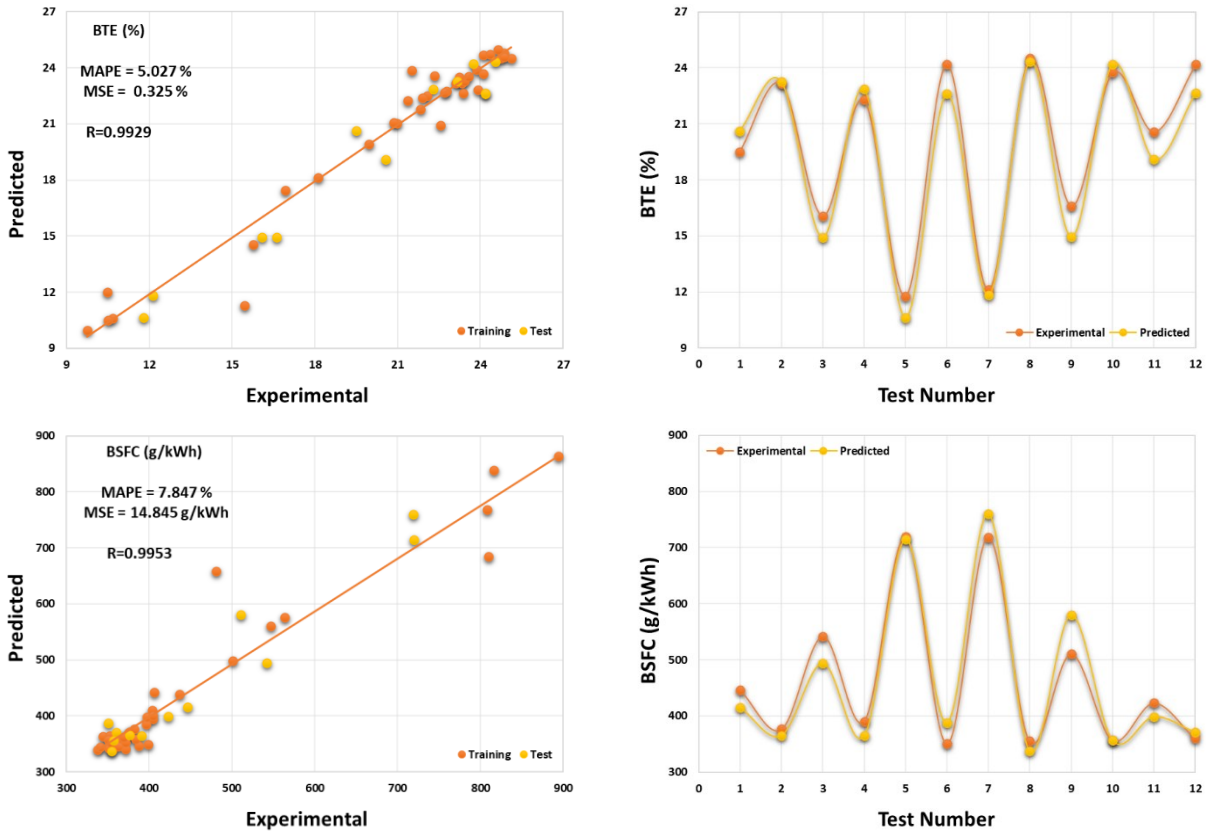 BTE (%)
MAPE = 5.027 %
MSE = 0.325 %
R=0.9929
Predicted
27
24
21
18
15
12
9
9 12 15 18 21 24 27
Training Test
Experimental
BTE (%)
27
24
21
18
15
12
9
0 1 2 3 4 5 6 7 8 9 10 11 12
Experimental Predicted
Test Number
BSFC (g/kWh)
MAPE = 7.847 %
MSE = 14.845 g/kWh
R=0.9953
Predicted
900
800
700
600
500
400
300
300 400 500 600 700 800 900
Training Test
Experimental
BSFC (g/kWh)
900
800
700
600
500
400
300
0 1 2 3 4 5 6 7 8 9 10 11 12
Experimental Predicted
Test Number